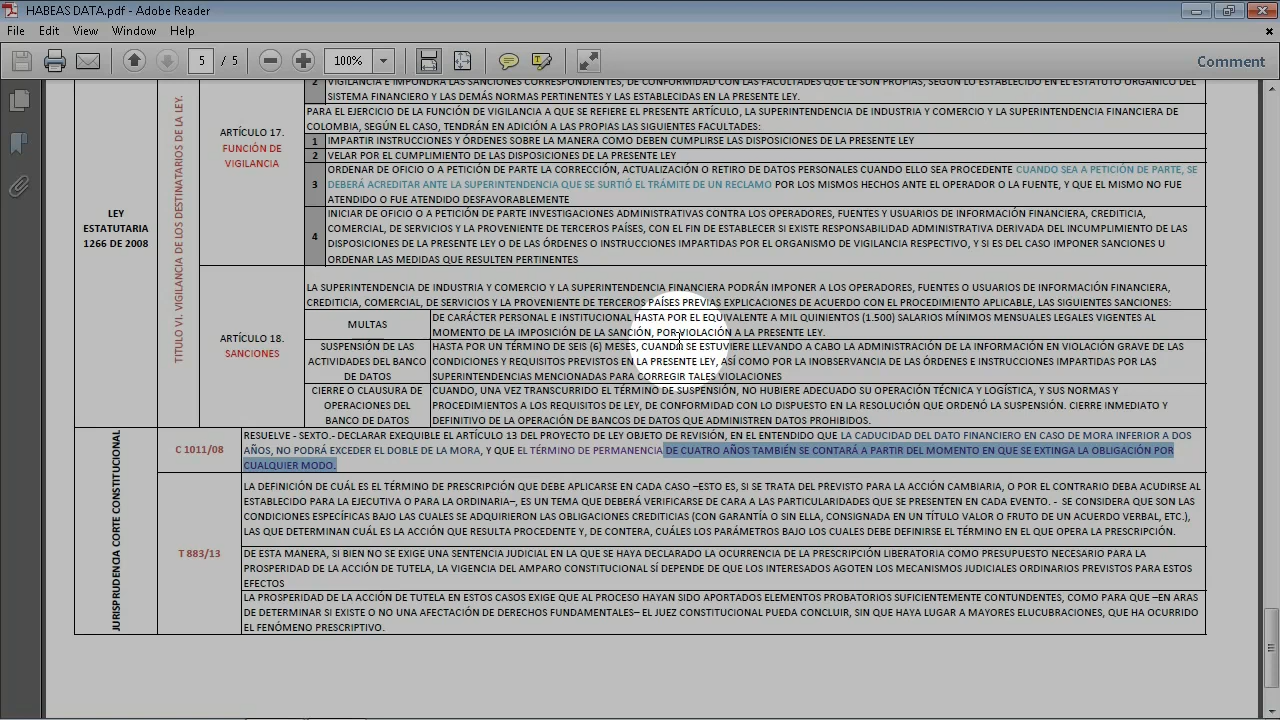 HABEAS DATA.pdf - Adobe Reader
File Edit View Window Help
5 / 5
100%
Comment
LEY
ESTATUTARIA
1266 DE 2008
TITULO VI. VIGILANCIA DE LOS DESTINATARIOS DE LA LEY.
ARTÍCULO 17.
FUNCIÓN DE
VIGILANCIA
2 VIGILANCIA E IMPONDRÁ LAS SANCIONES CORRESPONDIENTES, DE CONFORMIDAD CON LAS FACULTADES QUE LE SON PROPIAS, SEGÚN LO ESTABLECIDO EN EL ESTATUTO ORGÁNICO DEL
SISTEMA FINANCIERO Y LAS DEMÁS NORMAS PERTINENTES Y LAS ESTABLECIDAS EN LA PRESENTE LEY.
PARA EL EJERCICIO DE LA FUNCIÓN DE VIGILANCIA A QUE SE REFIERE EL PRESENTE ARTÍCULO, LA SUPERINTENDENCIA DE INDUSTRIA Y COMERCIO Y LA SUPERINTENDENCIA FINANCIERA DE
COLOMBIA, SEGÚN EL CASO, TENDRÁN EN ADICIÓN A LAS PROPIAS LAS SIGUIENTES FACULTADES:
1 IMPARTIR INSTRUCCIONES Y ÓRDENES SOBRE LA MANERA COMO DEBEN CUMPLIRSE LAS DISPOSICIONES DE LA PRESENTE LEY
2 VELAR POR EL CUMPLIMIENTO DE LAS DISPOSICIONES DE LA PRESENTE LEY
3 ORDENAR DE OFICIO O A PETICIÓN DE PARTE LA CORRECCIÓN, ACTUALIZACIÓN O RETIRO DE DATOS PERSONALES CUANDO ELLO SEA PROCEDENTE CUANDO SEA A PETICIÓN DE PARTE, SE
DEBERÁ ACREDITAR ANTE LA SUPERINTENDENCIA QUE SE SURTIÓ EL TRÁMITE DE UN RECLAMO POR LOS MISMOS HECHOS ANTE EL OPERADOR O LA FUENTE, Y QUE EL MISMO NO FUE
ATENDIDO O FUE ATENDIDO DESFAVORABLEMENTE
4 INICIAR DE OFICIO O A PETICIÓN DE PARTE INVESTIGACIONES ADMINISTRATIVAS CONTRA LOS OPERADORES, FUENTES Y USUARIOS DE INFORMACIÓN FINANCIERA, CREDITICIA,
COMERCIAL, DE SERVICIOS Y LA PROVENIENTE DE TERCEROS PAÍSES, CON EL FIN DE ESTABLECER SI EXISTE RESPONSABILIDAD ADMINISTRATIVA DERIVADA DEL INCUMPLIMIENTO DE LAS
DISPOSICIONES DE LA PRESENTE LEY O DE LAS ÓRDENES O INSTRUCCIONES IMPARTIDAS POR EL ORGANISMO DE VIGILANCIA RESPECTIVO, Y SI ES DEL CASO IMPONER SANCIONES U
ORDENAR LAS MEDIDAS QUE RESULTEN PERTINENTES
ARTÍCULO 18.
SANCIONES
LA SUPERINTENDENCIA DE INDUSTRIA Y COMERCIO Y LA SUPERINTENDENCIA FINANCIERA PODRÁN IMPONER A LOS OPERADORES, FUENTES O USUARIOS DE INFORMACIÓN FINANCIERA,
CREDITICIA, COMERCIAL, DE SERVICIOS Y LA PROVENIENTE DE TERCEROS PAÍSES PREVIAS EXPLICACIONES DE ACUERDO CON EL PROCEDIMIENTO APLICABLE, LAS SIGUIENTES SANCIONES:
MULTAS
DE CARÁCTER PERSONAL E INSTITUCIONAL HASTA POR EL EQUIVALENTE A MIL QUINIENTOS (1.500) SALARIOS MÍNIMOS MENSUALES LEGALES VIGENTES AL
MOMENTO DE LA IMPOSICIÓN DE LA SANCIÓN, POR VIOLACIÓN A LA PRESENTE LEY.
SUSPENSIÓN DE LAS
ACTIVIDADES DEL BANCO
DE DATOS
HASTA POR UN TÉRMINO DE SEIS (6) MESES, CUANDO SE ESTUVIERE LLEVANDO A CABO LA ADMINISTRACIÓN DE LA INFORMACIÓN EN VIOLACIÓN GRAVE DE LAS
CONDICIONES Y REQUISITOS PREVISTOS EN LA PRESENTE LEY, ASÍ COMO POR LA INOBSERVANCIA DE LAS ÓRDENES E INSTRUCCIONES IMPARTIDAS POR LAS
SUPERINTENDENCIAS MENCIONADAS PARA CORREGIR TALES VIOLACIONES
CIERRE O CLAUSURA DE
OPERACIONES DEL
BANCO DE DATOS
CUANDO, UNA VEZ TRANSCURRIDO EL TÉRMINO DE SUSPENSIÓN, NO HUBIERE ADECUADO SU OPERACIÓN TÉCNICA Y LOGÍSTICA, Y SUS NORMAS Y
PROCEDIMIENTOS A LOS REQUISITOS DE LEY, DE CONFORMIDAD CON LO DISPUESTO EN LA RESOLUCIÓN QUE ORDENÓ LA SUSPENSIÓN. CIERRE INMEDIATO Y
DEFINITIVO DE LA OPERACIÓN DE BANCOS DE DATOS QUE ADMINISTREN DATOS PROHIBIDOS.
JURISPRUDENCIA CORTE CONSTITUCIONAL
C 1011/08
RESUELVE - SEXTO.- DECLARAR EXEQUIBLE EL ARTÍCULO 13 DEL PROYECTO DE LEY OBJETO DE REVISIÓN, EN EL ENTENDIDO QUE LA CADUCIDAD DEL DATO FINANCIERO EN CASO DE MORA INFERIOR A DOS
AÑOS, NO PODRÁ EXCEDER EL DOBLE DE LA MORA, Y QUE EL TÉRMINO DE PERMANENCIA DE CUATRO AÑOS TAMBIÉN SE CONTARÁ A PARTIR DEL MOMENTO EN QUE SE EXTINGA LA OBLIGACIÓN POR
CUALQUIER MODO.
T 883/13
LA DEFINICIÓN DE CUÁL ES EL TÉRMINO DE PRESCRIPCIÓN QUE DEBE APLICARSE EN CADA CASO –ESTO ES, SI SE TRATA DEL PREVISTO PARA LA ACCIÓN CAMBIARIA, O POR EL CONTRARIO DEBA ACUDIRSE AL
ESTABLECIDO PARA LA EJECUTIVA O PARA LA ORDINARIA–, ES UN TEMA QUE DEBERÁ VERIFICARSE DE CARA A LAS PARTICULARIDADES QUE SE PRESENTEN EN CADA EVENTO. - SE CONSIDERA QUE SON LAS
CONDICIONES ESPECÍFICAS BAJO LAS CUALES SE ADQUIRIERON LAS OBLIGACIONES CREDITICIAS (CON GARANTÍA O SIN ELLA, CONSIGNADA EN UN TÍTULO VALOR O FRUTO DE UN ACUERDO VERBAL, ETC.),
LAS QUE DETERMINAN CUÁL ES LA ACCIÓN QUE RESULTA PROCEDENTE Y, DE CONTERA, CUÁLES LOS PARÁMETROS BAJO LOS CUALES DEBE DEFINIRSE EL TÉRMINO EN EL QUE OPERA LA PRESCRIPCIÓN.
DE ESTA MANERA, SI BIEN NO SE EXIGE UNA SENTENCIA JUDICIAL EN LA QUE SE HAYA DECLARADO LA OCURRENCIA DE LA PRESCRIPCIÓN LIBERATORIA COMO PRESUPUESTO NECESARIO PARA LA
PROSPERIDAD DE LA ACCIÓN DE TUTELA, LA VIGENCIA DEL AMPARO CONSTITUCIONAL SÍ DEPENDE DE QUE LOS INTERESADOS AGOTEN LOS MECANISMOS JUDICIALES ORDINARIOS PREVISTOS PARA ESTOS
EFECTOS
LA PROSPERIDAD DE LA ACCIÓN DE TUTELA EN ESTOS CASOS EXIGE QUE AL PROCESO HAYAN SIDO APORTADOS ELEMENTOS PROBATORIOS SUFICIENTEMENTE CONTUNDENTES, COMO PARA QUE –EN ARAS
DE DETERMINAR SI EXISTE O NO UNA AFECTACIÓN DE DERECHOS FUNDAMENTALES– EL JUEZ CONSTITUCIONAL PUEDA CONCLUIR, SIN QUE HAYA LUGAR A MAYORES ELUCUBRACIONES, QUE HA OCURRIDO
EL FENÓMENO PRESCRIPTIVO.